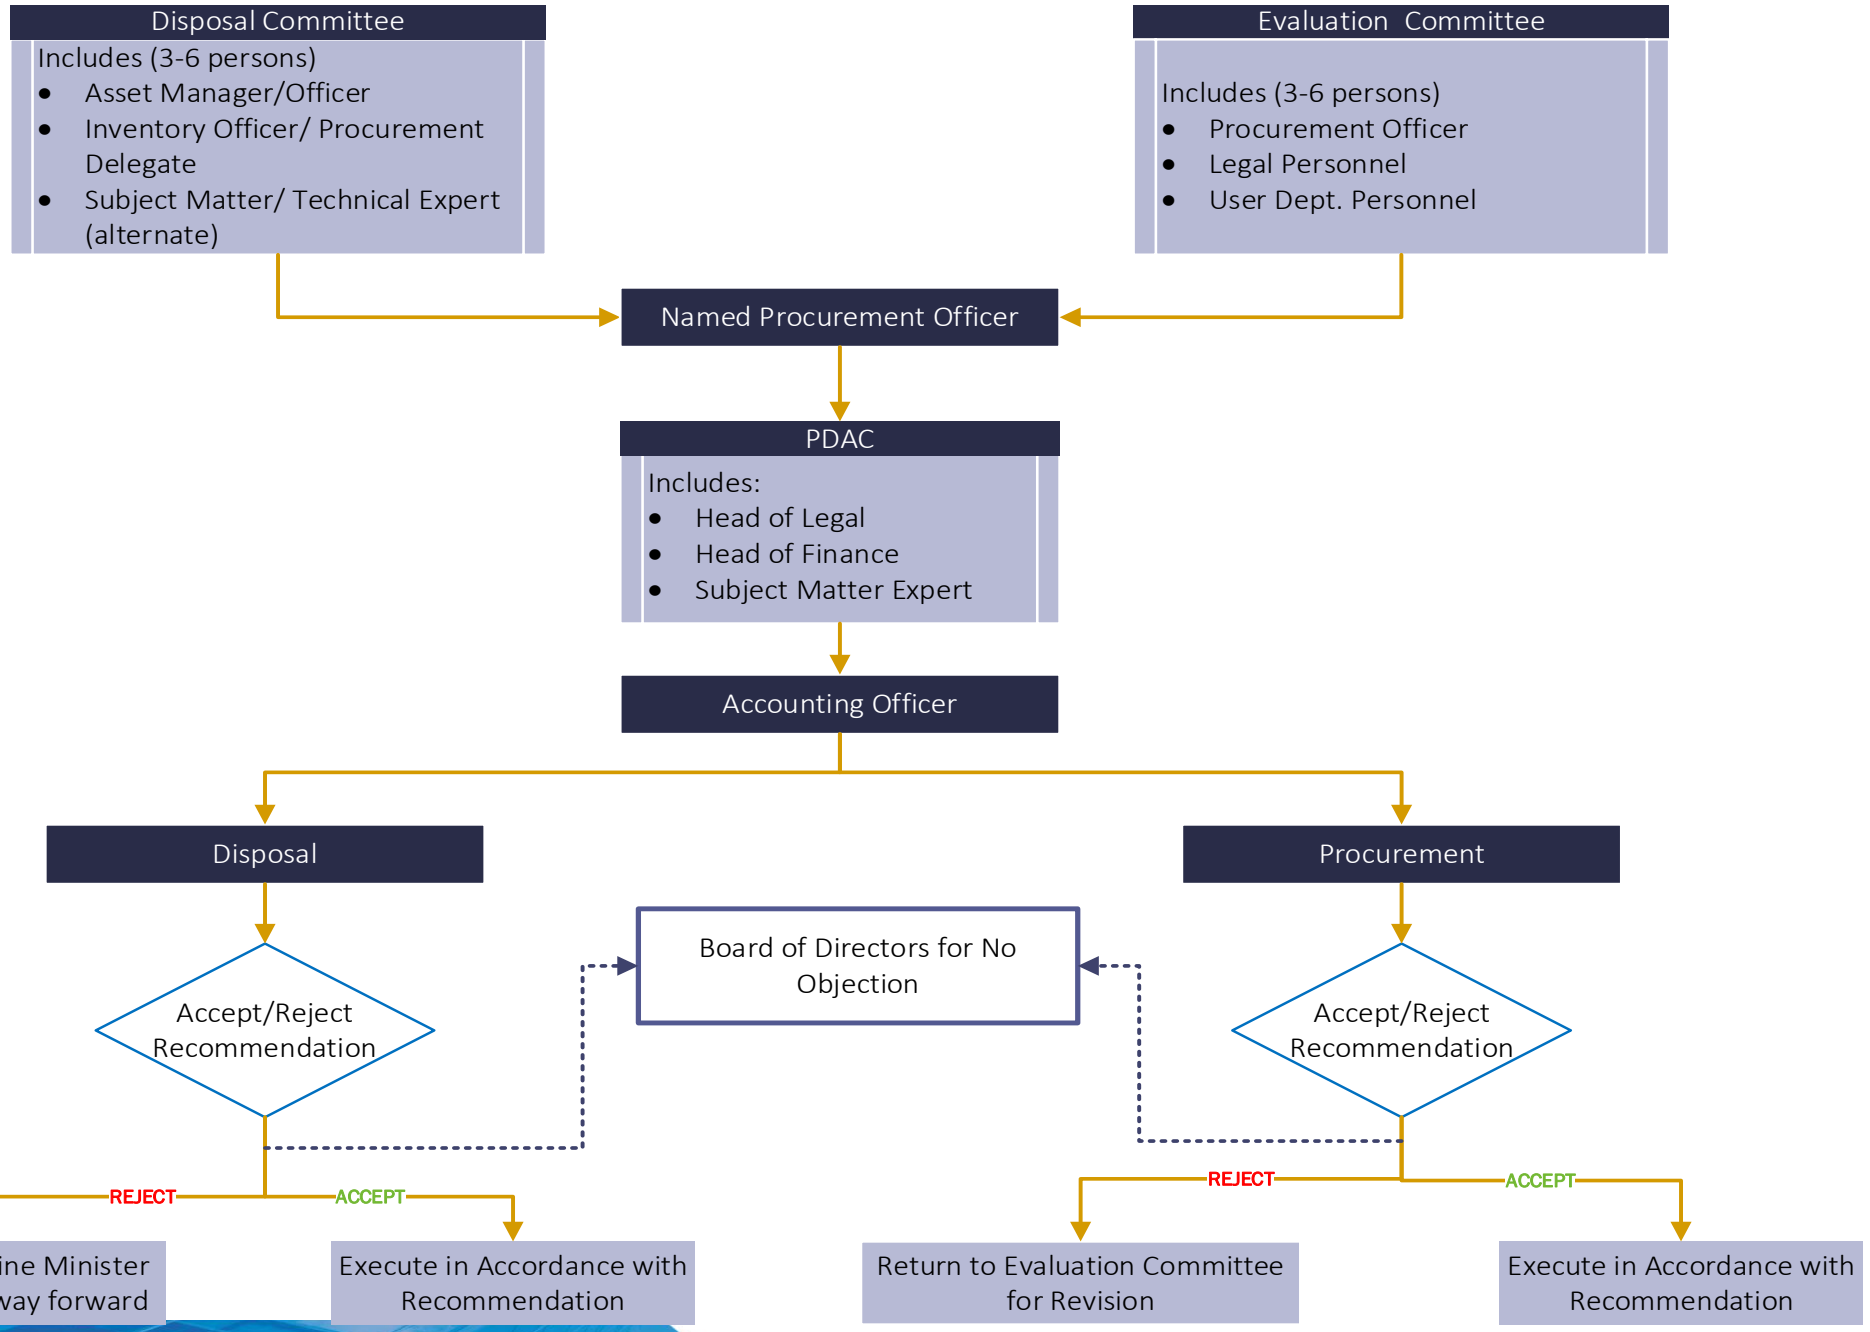 Disposal Committee
Includes (3-6 persons)
• Asset Manager/Officer
• Inventory Officer/ Procurement
Delegate
• Subject Matter/ Technical Expert
(alternate)
Evaluation Committee
Includes (3-6 persons)
• Procurement Officer
• Legal Personnel
• User Dept. Personnel
Named Procurement Officer
PDAC
Includes:
• Head of Legal
• Head of Finance
• Subject Matter Expert
Accounting Officer
Disposal
Procurement
Board of Directors for No
Objection
Accept/Reject
Recommendation
Accept/Reject
Recommendation
REJECT
ACCEPT
REJECT
ACCEPT
Minister
way forward
Execute in Accordance with
Recommendation
Return to Evaluation Committee
for Revision
Execute in Accordance with
Recommendation